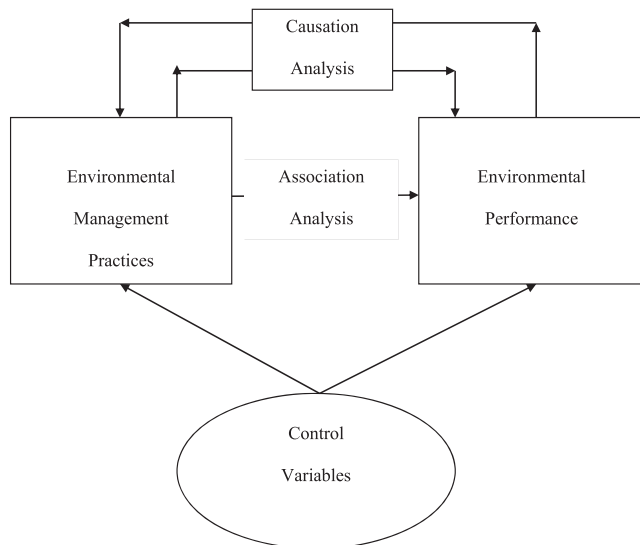 Causation
Analysis
Environmental
Management
Practices
Association
Analysis
Environmental
Performance
Control
Variables